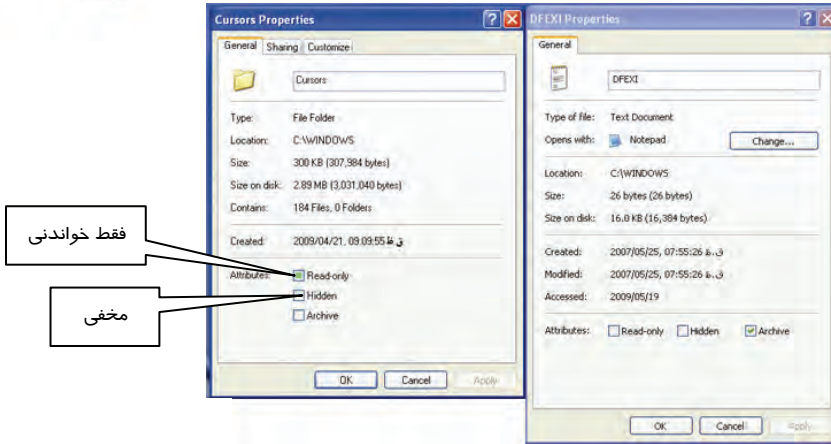 Cursors Properties
General Sharing Customize
Cursors
Type: File Folder
Location: C:\WINDOWS
Size: 300 KB (307,984 bytes)
Size on disk: 2.89 MB (3,031,040 bytes)
Contains: 184 Files, 0 Folders
Created: 2009/04/21, 09:09:55 ق.ظ
Attributes: Read-only
Hidden
Archive
OK Cancel Apply
فقط خواندنی
مخفی
DFEXI Properties
General
DFEXI
Type of file: Text Document
Opens with: Notepad Change...
Location: C:\WINDOWS
Size: 26 bytes (26 bytes)
Size on disk: 16.0 KB (16,384 bytes)
Created: 2007/05/25, 07:55:26 ق.ظ
Modified: 2007/05/25, 07:55:26 ق.ظ
Accessed: 2009/05/19
Attributes: Read-only Hidden Archive
OK Cancel Apply